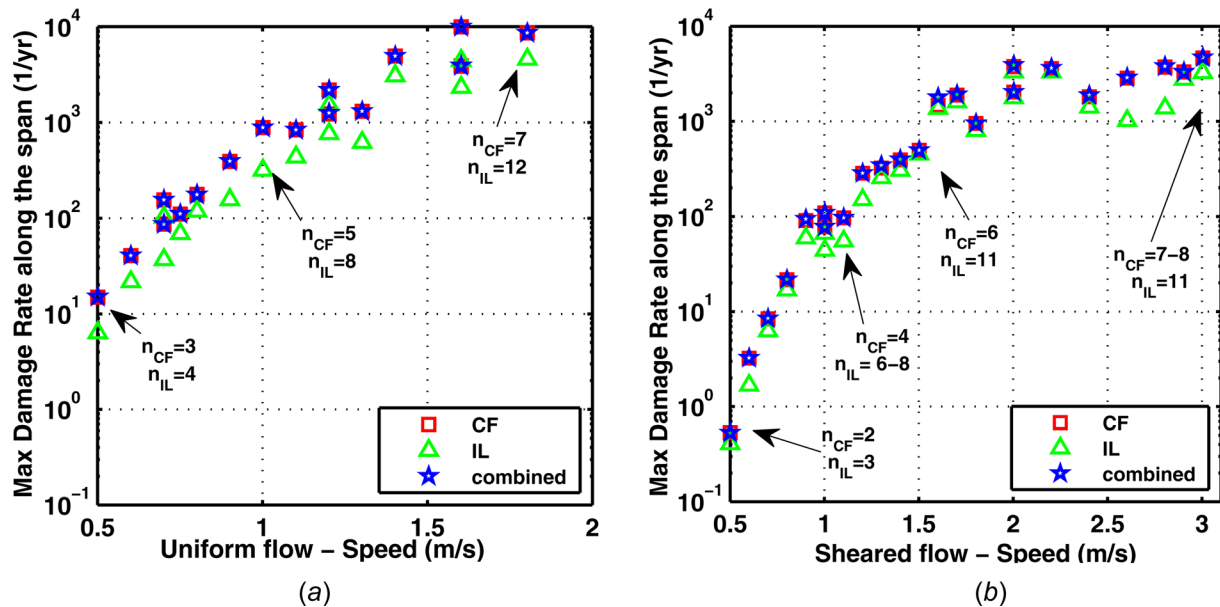 Max Damage Rate along the span (1/yr)
10^4
10^3
10^2
10^1
10^0
10^−1
n_CF=7
n_IL=12
n_CF=5
n_IL=8
n_CF=3
n_IL=4
CF
IL
combined
0.5 1 1.5 2
Uniform flow − Speed (m/s)
(a)
Max Damage Rate along the span (1/yr)
10^4
10^3
10^2
10^1
10^0
10^−1
n_CF=6
n_IL=11
n_CF=7−8
n_IL=11
n_CF=4
n_IL= 6−8
n_CF=2
n_IL=3
CF
IL
combined
0.5 1 1.5 2 2.5 3
Sheared flow − Speed (m/s)
(b)